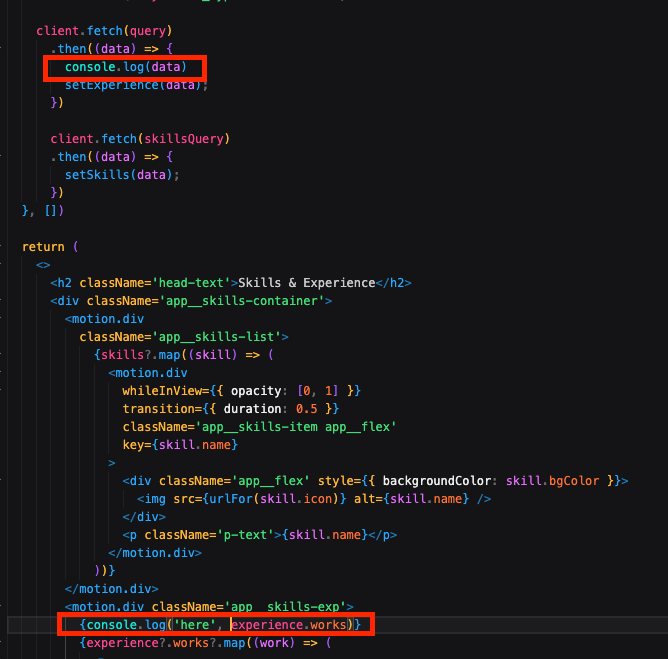 client.fetch(query)
.then((data) => {
console.log(data)
setExperience(data);
})
client.fetch(skillsQuery)
.then((data) => {
setSkills(data);
})
}, [])
return (
<>
<h2 className='head-text'>Skills & Experience</h2>
<div className='app__skills-container'>
<motion.div
className='app__skills-list'>
{skills?.map((skill) => (
<motion.div
whileInView={{ opacity: [0, 1] }}
transition={{ duration: 0.5 }}
className='app__skills-item app__flex'
key={skill.name}
>
<div className='app__flex' style={{ backgroundColor: skill.bgColor }}>
<img src={urlFor(skill.icon)} alt={skill.name} />
</div>
<p className='p-text'>{skill.name}</p>
</motion.div>
))}
</motion.div>
<motion.div className='app__skills-exp'>
{console.log('here', experience.works)}
{experience?.works?.map((work) => (